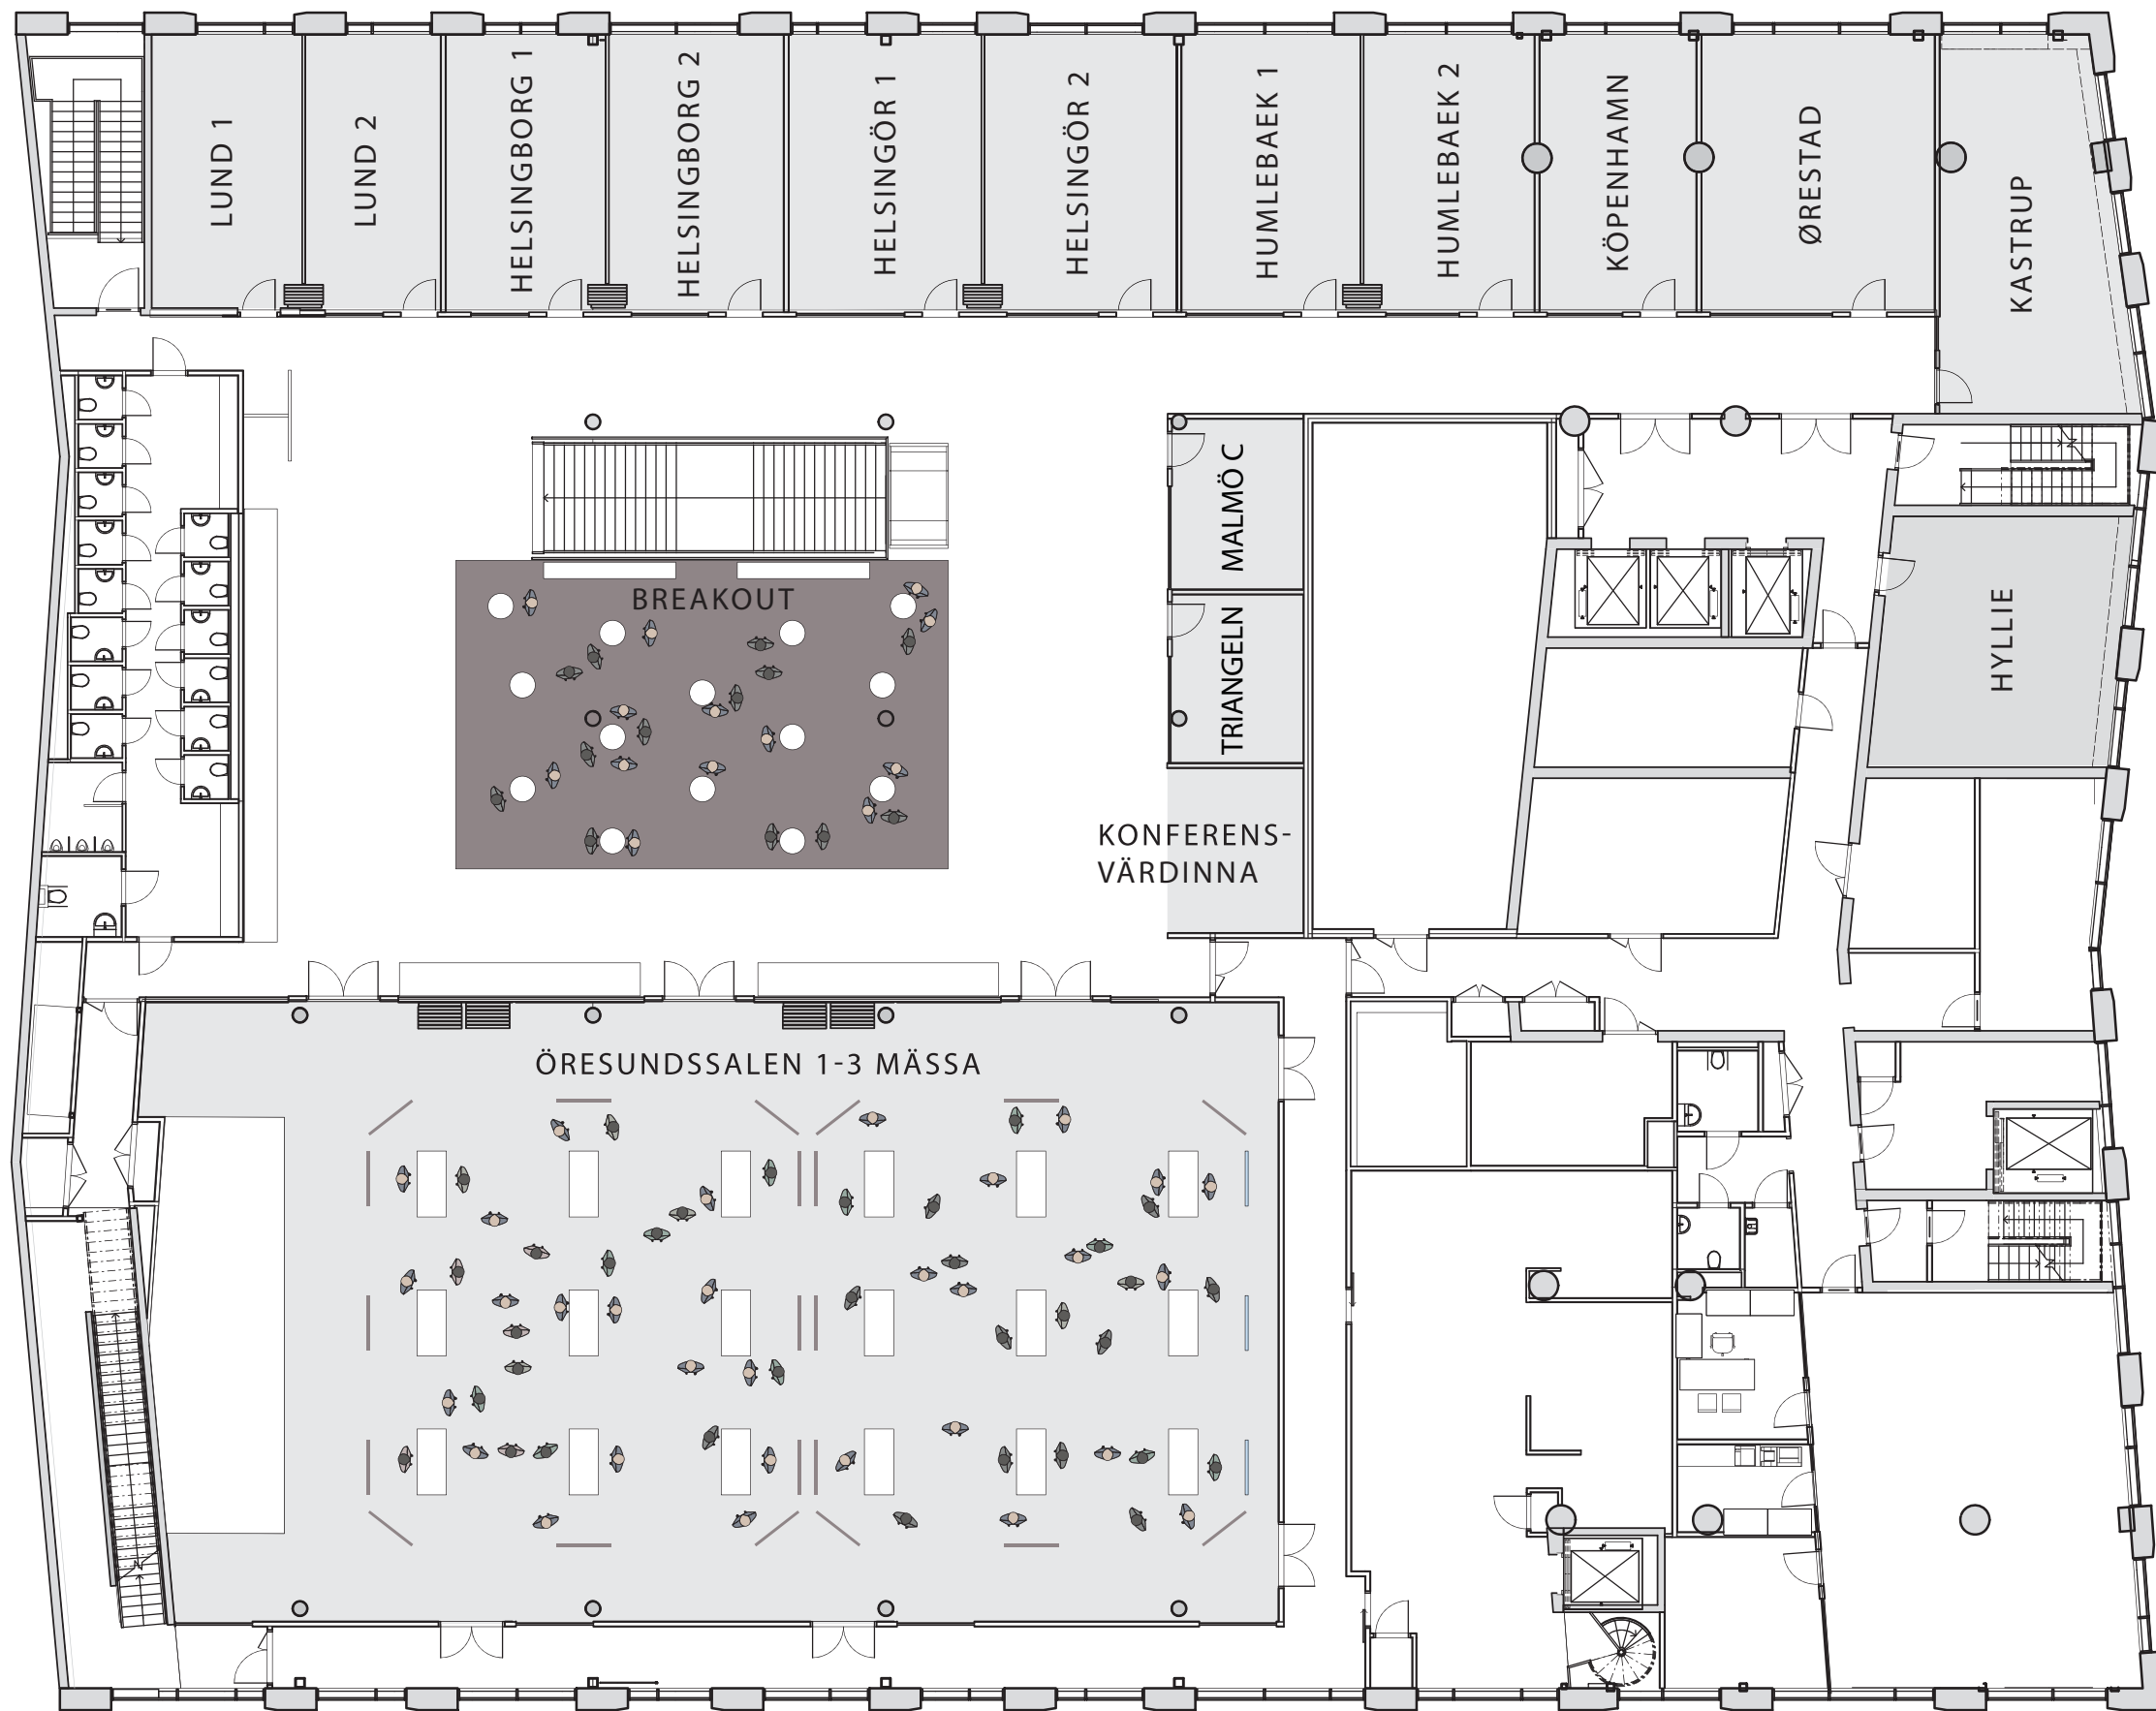 LUND 1
LUND 2
HELSINGBORG 1
HELSINGBORG 2
HELSINGÖR 1
HELSINGÖR 2
HUMLEBAEK 1
HUMLEBAEK 2
KÖPENHAMN
ØRESTAD
KASTRUP
MALMÖ C
BREAKOUT
TRIANGELN
HYLLIE
KONFERENS-
VÄRDINNA
ÖRESUNDSSALEN 1-3 MÄSSA